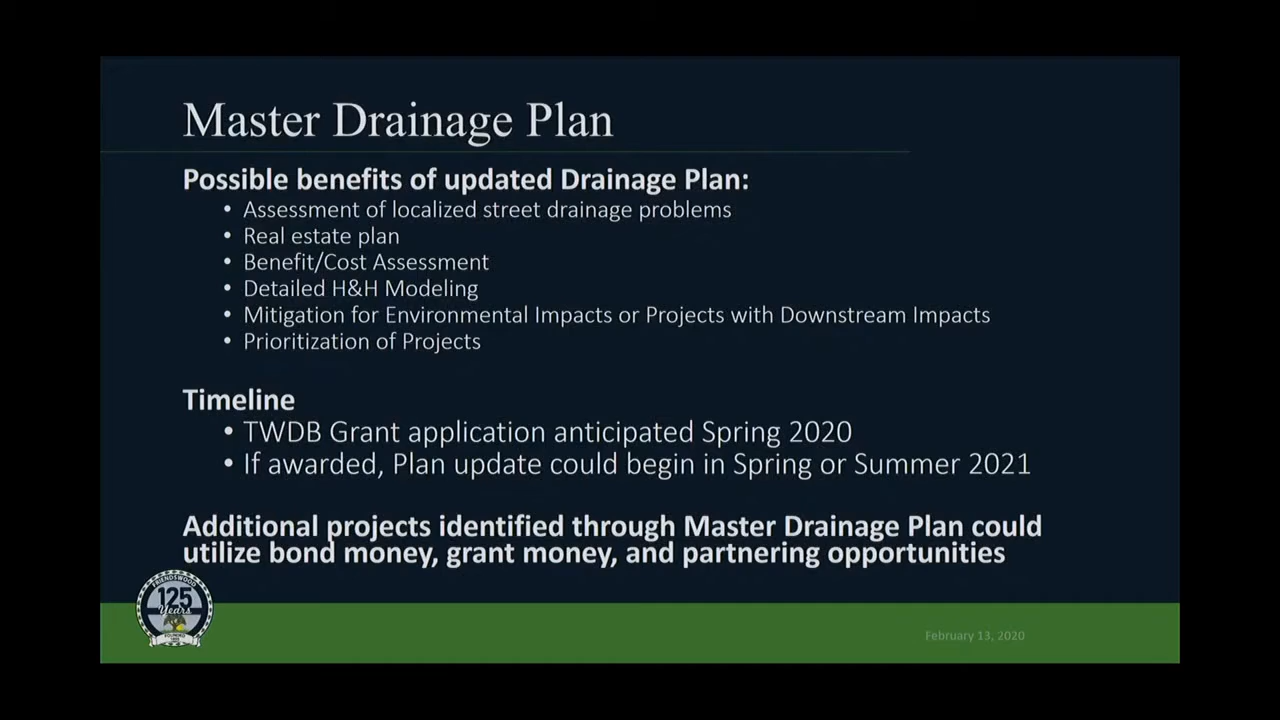 Master Drainage Plan
Possible benefits of updated Drainage Plan:
• Assessment of localized street drainage problems
• Real estate plan
• Benefit/Cost Assessment
• Detailed H&H Modeling
• Mitigation for Environmental Impacts or Projects with Downstream Impacts
• Prioritization of Projects
Timeline
• TWDB Grant application anticipated Spring 2020
• If awarded, Plan update could begin in Spring or Summer 2021
Additional projects identified through Master Drainage Plan could
utilize bond money, grant money, and partnering opportunities
FRIENDSWOOD
125
Years
February 13, 2020